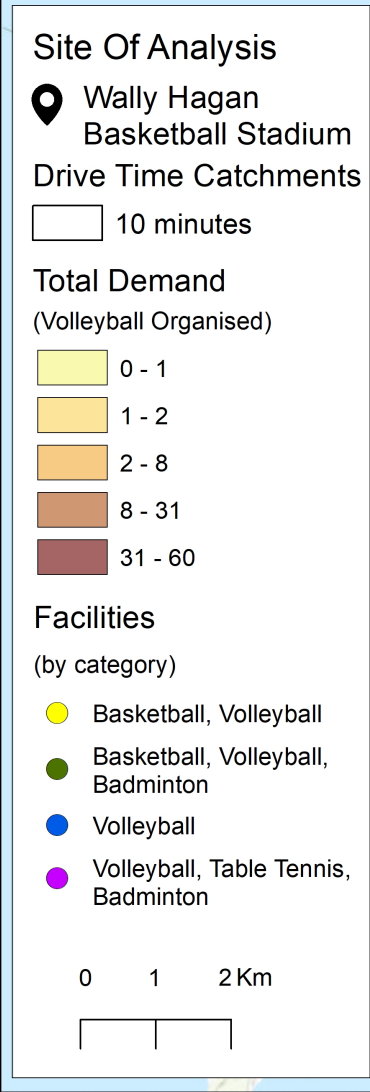 Site Of Analysis
Wally Hagan
Basketball Stadium
Drive Time Catchments
10 minutes
Total Demand
(Volleyball Organised)
0 - 1
1 - 2
2 - 8
8 - 31
31 - 60
Facilities
(by category)
Basketball, Volleyball
Basketball, Volleyball,
Badminton
Volleyball
Volleyball, Table Tennis,
Badminton
0 1 2 Km